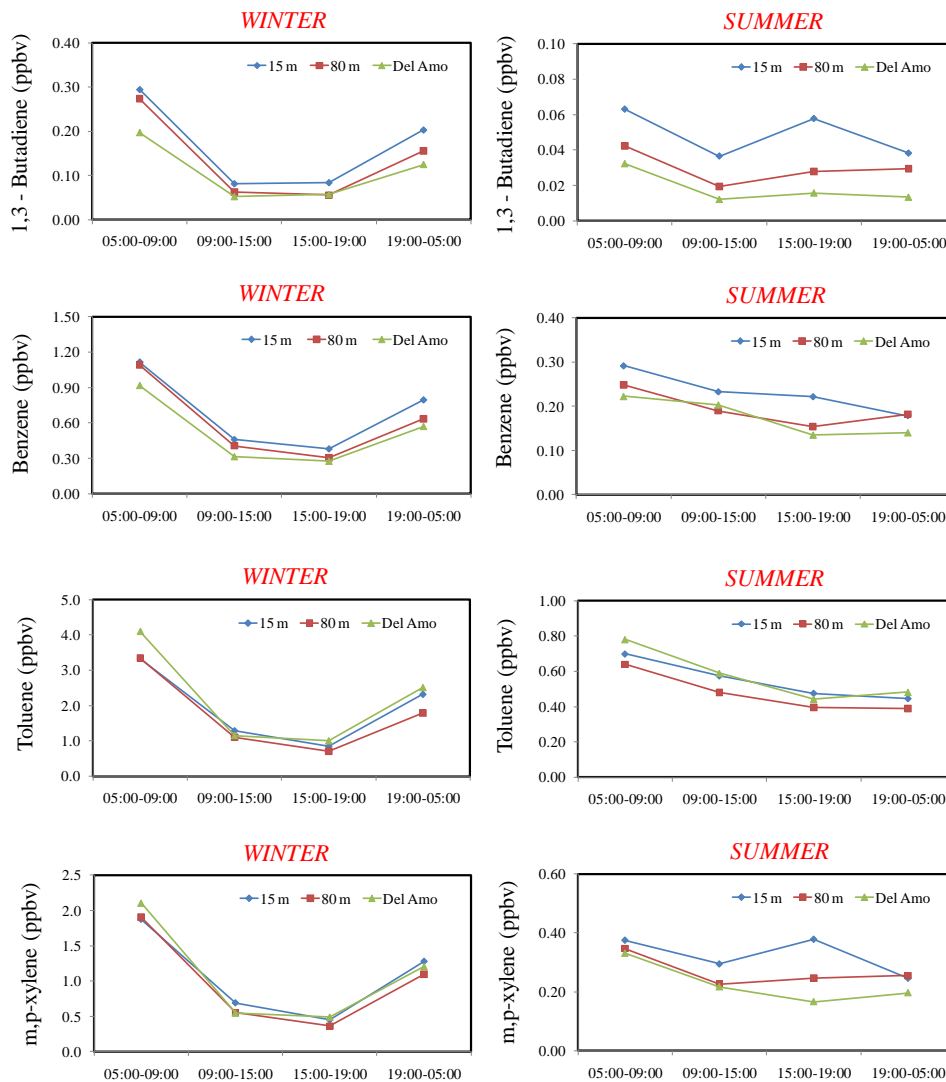 WINTER
1,3 - Butadiene (ppbv)
0.40
0.30
0.20
0.10
0.00
15 m 80 m Del Amo
05:00-09:00 09:00-15:00 15:00-19:00 19:00-05:00
SUMMER
1,3 - Butadiene (ppbv)
0.10
0.08
0.06
0.04
0.02
0.00
15 m 80 m Del Amo
05:00-09:00 09:00-15:00 15:00-19:00 19:00-05:00
WINTER
Benzene (ppbv)
1.50
1.20
0.90
0.60
0.30
0.00
15 m 80 m Del Amo
05:00-09:00 09:00-15:00 15:00-19:00 19:00-05:00
SUMMER
Benzene (ppbv)
0.40
0.30
0.20
0.10
0.00
15 m 80 m Del Amo
05:00-09:00 09:00-15:00 15:00-19:00 19:00-05:00
WINTER
Toluene (ppbv)
5.0
4.0
3.0
2.0
1.0
0.0
15 m 80 m Del Amo
05:00-09:00 09:00-15:00 15:00-19:00 19:00-05:00
SUMMER
Toluene (ppbv)
1.00
0.80
0.60
0.40
0.20
0.00
15 m 80 m Del Amo
05:00-09:00 09:00-15:00 15:00-19:00 19:00-05:00
WINTER
m,p-xylene (ppbv)
2.5
2.0
1.5
1.0
0.5
0.0
15 m 80 m Del Amo
05:00-09:00 09:00-15:00 15:00-19:00 19:00-05:00
SUMMER
m,p-xylene (ppbv)
0.60
0.40
0.20
0.00
15 m 80 m Del Amo
05:00-09:00 09:00-15:00 15:00-19:00 19:00-05:00